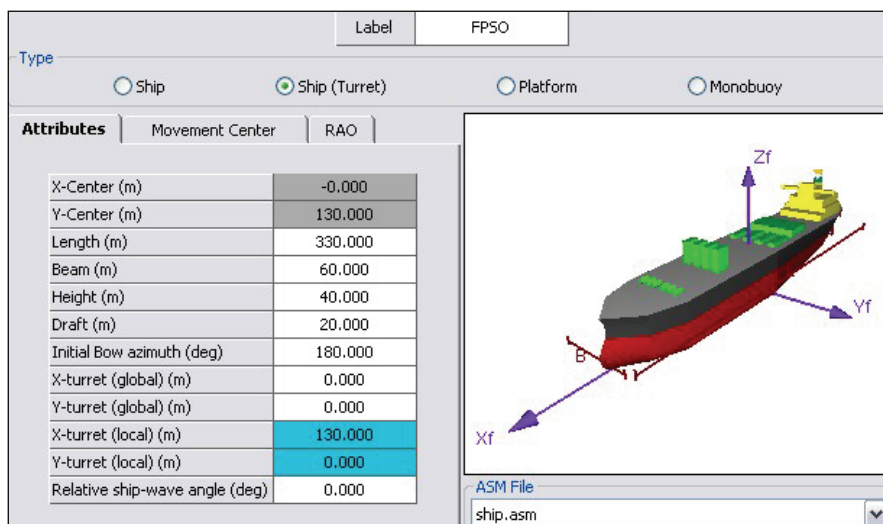 Label FPSO
Type
Ship Ship (Turret) Platform Monobuoy
Attributes Movement Center RAO
X-Center (m) -0.000
Y-Center (m) 130.000
Length (m) 330.000
Beam (m) 60.000
Height (m) 40.000
Draft (m) 20.000
Initial Bow azimuth (deg) 180.000
X-turret (global) (m) 0.000
Y-turret (global) (m) 0.000
X-turret (local) (m) 130.000
Y-turret (local) (m) 0.000
Relative ship-wave angle (deg) 0.000
Zf
Yf
B
Xf
ASM File
ship.asm